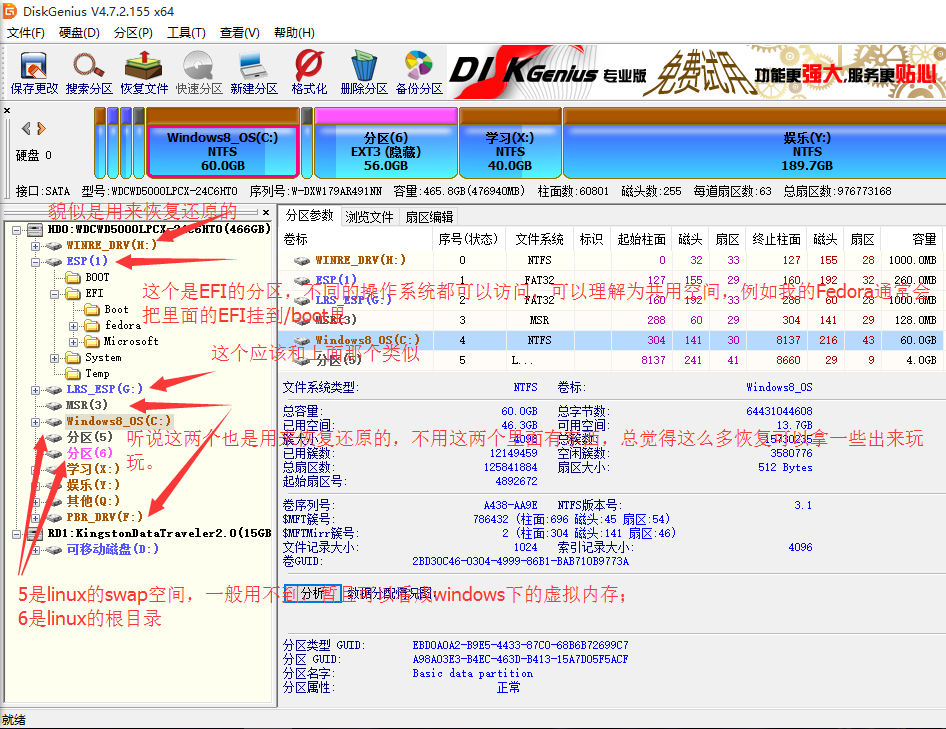 DiskGenius V4.7.2.155 x64
文件(F) 硬盘(D) 分区(P) 工具(T) 查看(V) 帮助(H)
保存更改 搜索分区 恢复文件 快速分区 新建分区 格式化 删除分区 备份分区
DISKGenius 专业版 免费试用 功能更强大,服务更贴心
硬盘 0
Windows8_OS(C:)
NTFS
60.0GB
分区(6)
EXT3 (隐藏)
56.0GB
学习(X:)
NTFS
40.0GB
娱乐(Y:)
NTFS
189.7GB
接口:SATA 型号:WDCWD5000LPCX-24C6HT0 序列号:W-DXW179AR491NN 容量:465.8GB(476940MB) 柱面数:60801 磁头数:255 每道扇区数:63 总扇区数:976773168
貌似是用来恢复还原的
HD0:WDCWD5000LPCX-24C6HT0(466GB)
WINRE_DRV(H:)
ESP(1)
BOOT
EFI
Boot
fedora
Microsoft
System
Temp
LRS_ESP(G:)
MSR(3)
Windows8_OS(C:)
分区(5)
分区(6)
学习(X:)
娱乐(Y:)
其他(Q:)
PBR_DRV(F:)
RD1:KingstonDataTraveler2.0(15GB
可移动磁盘(D:)
分区参数 浏览文件 扇区编辑
卷标 序号(状态) 文件系统 标识 起始柱面 磁头 扇区 终止柱面 磁头 扇区 容量
WINRE_DRV(H:) 0 NTFS 0 32 33 127 155 28 1000.0MB
ESP(1) 1 FAT32 127 155 29 160 192 32 260.0MB
LRS_ESP(G:) 2 FAT32 160 192 33 286 60 1000.0MB
MSR(3) 3 MSR 288 60 29 304 141 29 128.0MB
Windows8_OS(C:) 4 NTFS 304 141 30 8137 216 43 60.0GB
分区(5) 5 L... 8137 241 41 8660 29 9 4.0GB
这个是EFI的分区，不同的操作系统都可以访问，可以理解为共用空间，例如我的Fedora通常会
把里面的EFI挂到/boot里
这个应该和上面那个类似
听说这两个也是用来恢复还原的，不用这两个里面有东西，总觉得这么多恢复可以拿一些出来玩
玩。
5是linux的swap空间，一般用不到，暂且可以看成windows下的虚拟内存；
6是linux的根目录
文件系统类型: NTFS 卷标: Windows8_OS
总容量: 60.0GB 总字节数: 64431044608
已用空间: 46.3GB 可用空间: 13.7GB
簇大小: 4096 总簇数: 15730235
已用簇数: 12149459 空闲簇数: 3580776
总扇区数: 125841884 扇区大小: 512 Bytes
起始扇区号: 4892672
卷序列号: A438-AA9E NTFS版本号: 3.1
$MFT簇号: 786432 (柱面:696 磁头:45 扇区:54)
$MFTMirr簇号: 2 (柱面:304 磁头:141 扇区:46)
文件记录大小: 1024 索引记录大小: 4096
卷GUID: 2BD30C46-0304-4999-86B1-BAB710B9773A
分析 数据分配情况图:
分区类型 GUID: EBD0A0A2-B9E5-4433-87C0-68B6B72699C7
分区 GUID: A98A03E3-B4EC-463D-B413-15A7D05F5ACF
分区名字: Basic data partition
分区属性: 正常
就绪